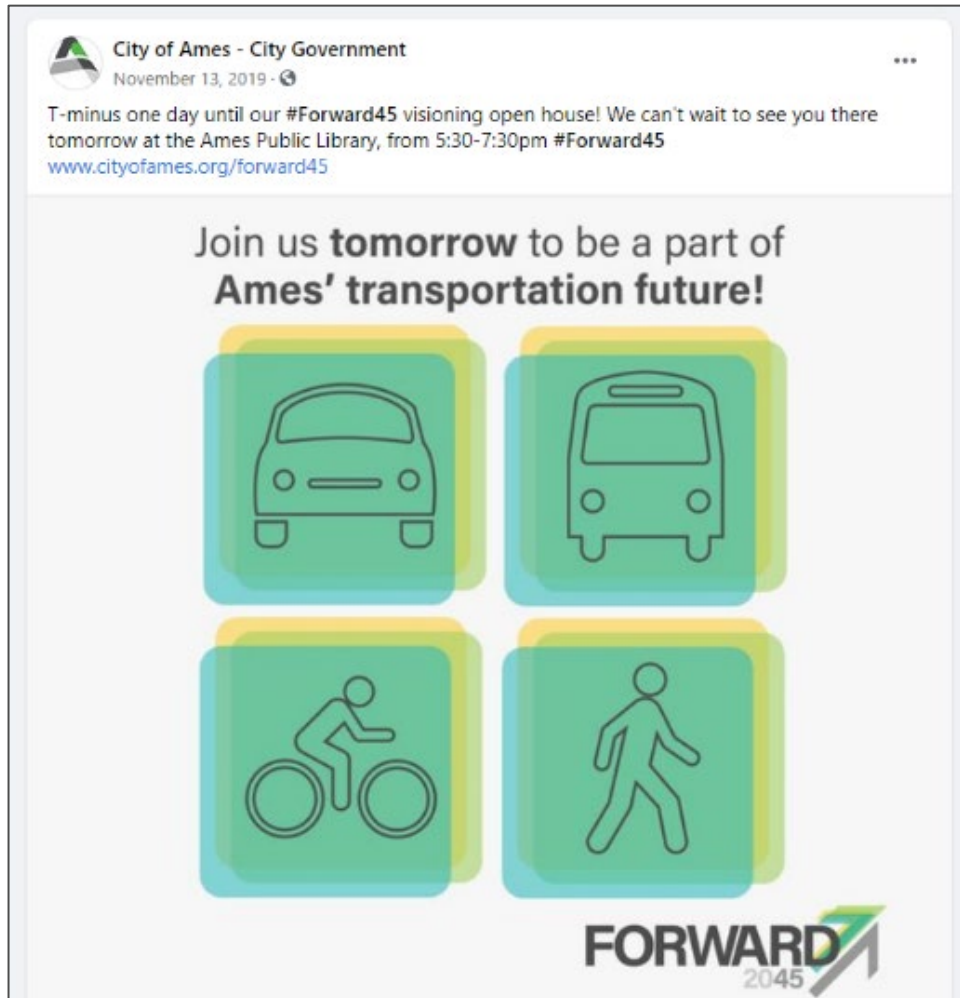 City of Ames - City Government
November 13, 2019 ·
T-minus one day until our #Forward45 visioning open house! We can't wait to see you there
tomorrow at the Ames Public Library, from 5:30-7:30pm #Forward45
www.cityofames.org/forward45
Join us tomorrow to be a part of
Ames' transportation future!
FORWARD
2045